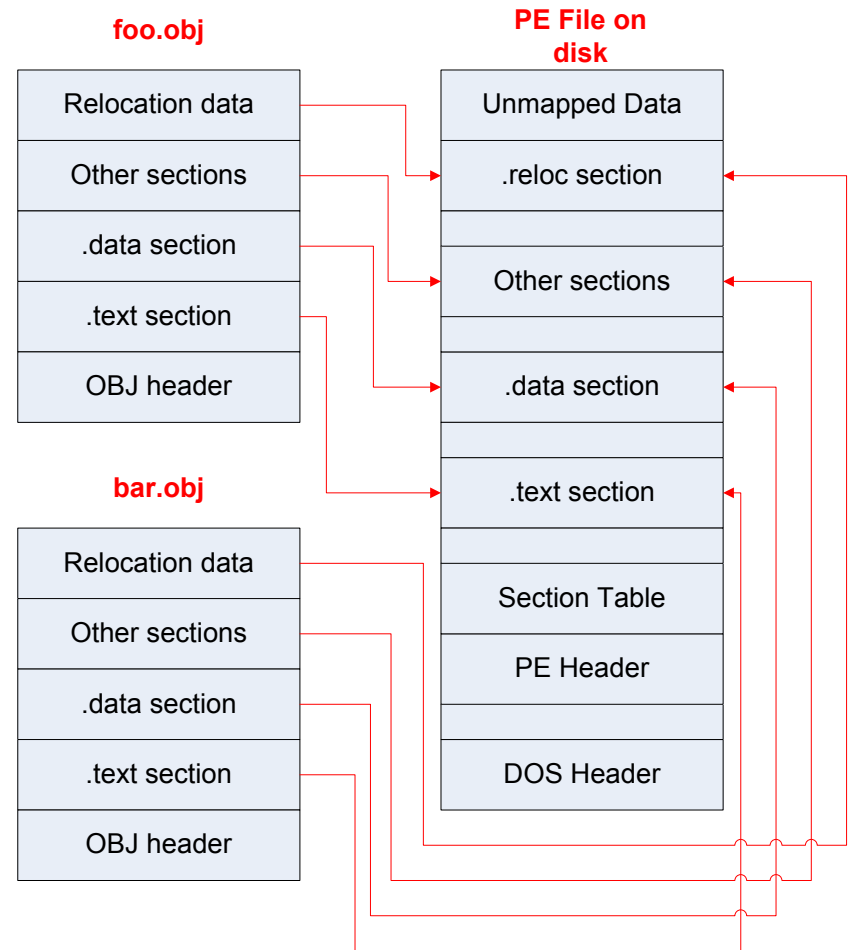 foo.obj
Relocation data
Other sections
.data section
.text section
OBJ header
bar.obj
Relocation data
Other sections
.data section
.text section
OBJ header
PE File on
disk
Unmapped Data
.reloc section
Other sections
.data section
.text section
Section Table
PE Header
DOS Header